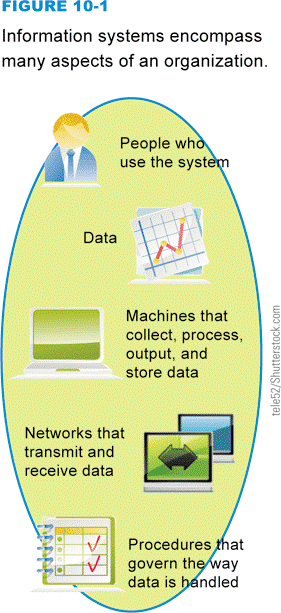 FIGURE 10-1
Information systems encompass
many aspects of an organization.
People who
use the system
Data
Machines that
collect, process,
output, and
store data
tele52/Shutterstock.com
Networks that
transmit and
receive data
Procedures that
govern the way
data is handled